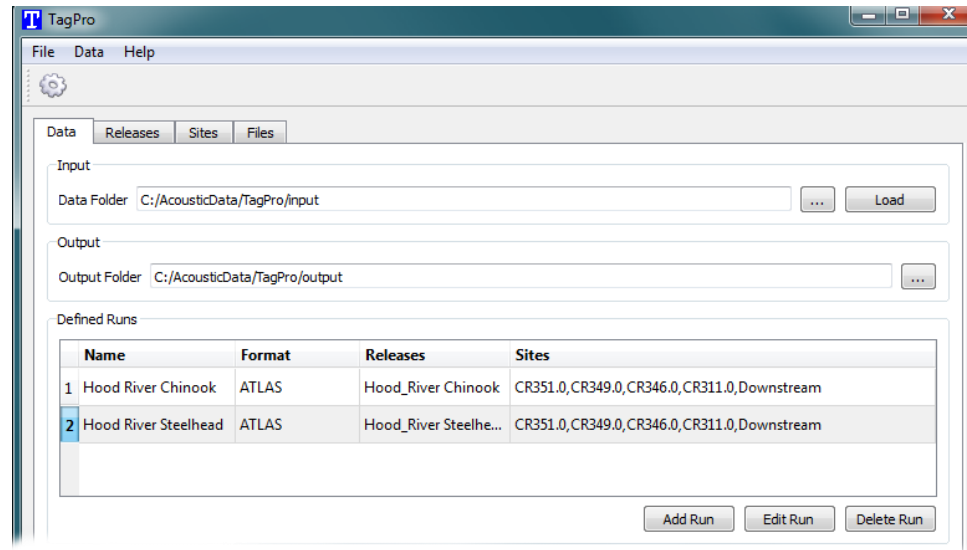 T TagPro
File Data Help
Data Releases Sites Files
Input
Data Folder C:/AcousticData/TagPro/input ... Load
Output
Output Folder C:/AcousticData/TagPro/output ...
Defined Runs
Name Format Releases Sites
1 Hood River Chinook ATLAS Hood_River Chinook CR351.0,CR349.0,CR346.0,CR311.0,Downstream
2 Hood River Steelhead ATLAS Hood_River Steelhe... CR351.0,CR349.0,CR346.0,CR311.0,Downstream
Add Run Edit Run Delete Run